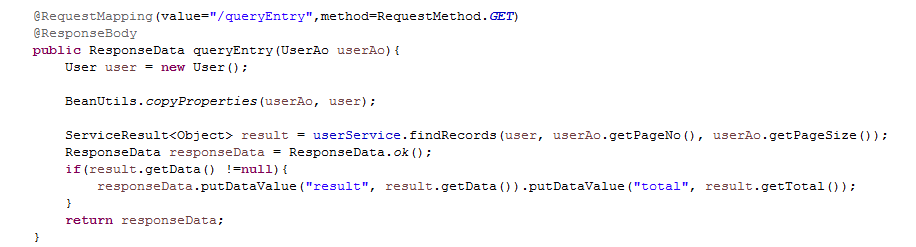 @RequestMapping(value="/queryEntry",method=RequestMethod.GET)
@ResponseBody
public ResponseData queryEntry(UserAo userAo){
User user = new User();
BeanUtils.copyProperties(userAo, user);
ServiceResult<Object> result = userService.findRecords(user, userAo.getPageNo(), userAo.getPageSize());
ResponseData responseData = ResponseData.ok();
if(result.getData() !=null){
responseData.putDataValue("result", result.getData()).putDataValue("total", result.getTotal());
}
return responseData;
}